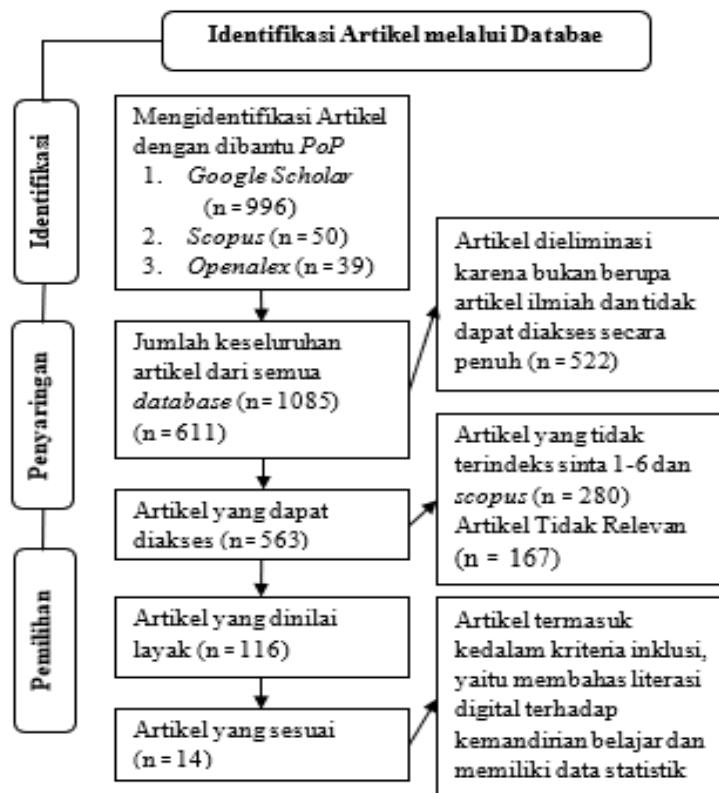 Identifikasi Artikel melalui Databae
Identifikasi
Mengidentifikasi Artikel
dengan dibantu PoP
1. Google Scholar
(n=996)
2. Scopus (n=50)
3. Openalex (n=39)
Artikel dieliminasi
karena bukan berupa
artikel ilmiah dan tidak
dapat diakses secara
penuh (n=522)
Penyaringan
Jumlah keseluruhan
artikel dari semua
database (n=1085)
(n=611)
Artikel yang tidak
terindeks sinta 1-6 dan
scopus (n = 280)
Artikel Tidak Relevan
(n = 167)
Artikel yang dapat
diakses (n=563)
Pemilihan
Artikel yang dinilai
layak (n=116)
Artikel termasuk
kedalam kriteria inklusi,
yaitu membahas literasi
digital terhadap
kemandirian belajar dan
memiliki data statistik
Artikel yang sesuai
(n=14)